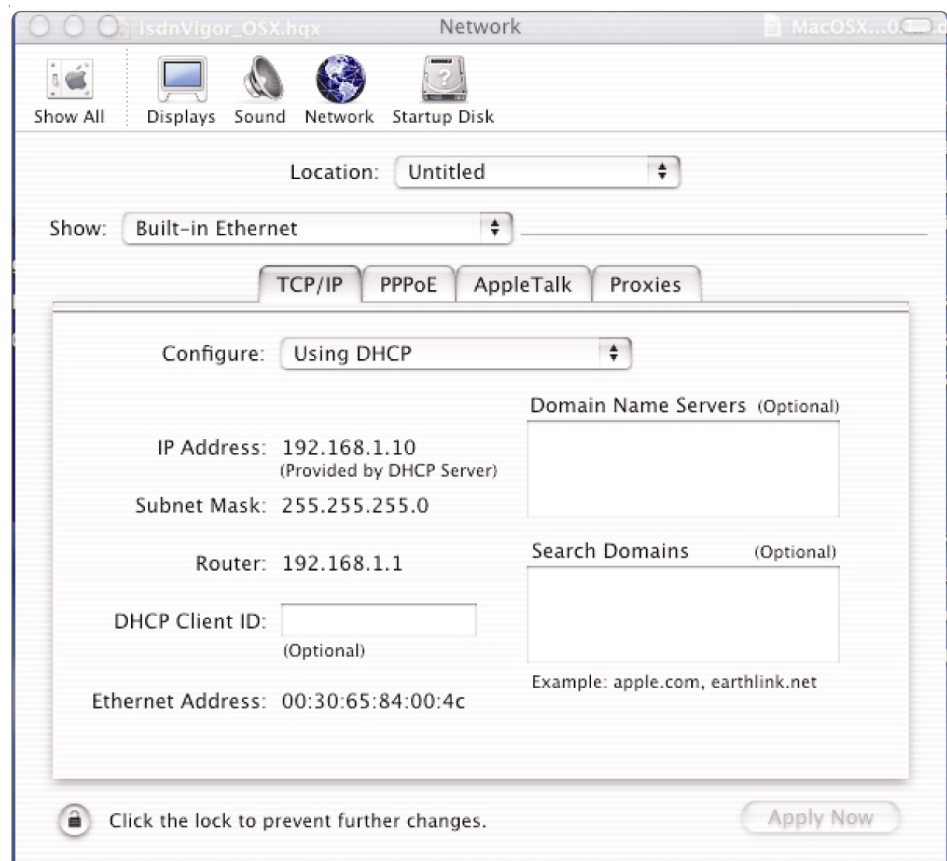 isdnVigor_OSX.hqx Network MacOSX...0.
Show All Displays Sound Network Startup Disk
Location: Untitled
Show: Built-in Ethernet
TCP/IP PPPoE AppleTalk Proxies
Configure: Using DHCP
Domain Name Servers (Optional)
IP Address: 192.168.1.10
(Provided by DHCP Server)
Subnet Mask: 255.255.255.0
Search Domains (Optional)
Router: 192.168.1.1
DHCP Client ID:
(Optional)
Example: apple.com, earthlink.net
Ethernet Address: 00:30:65:84:00:4c
Click the lock to prevent further changes.
Apply Now